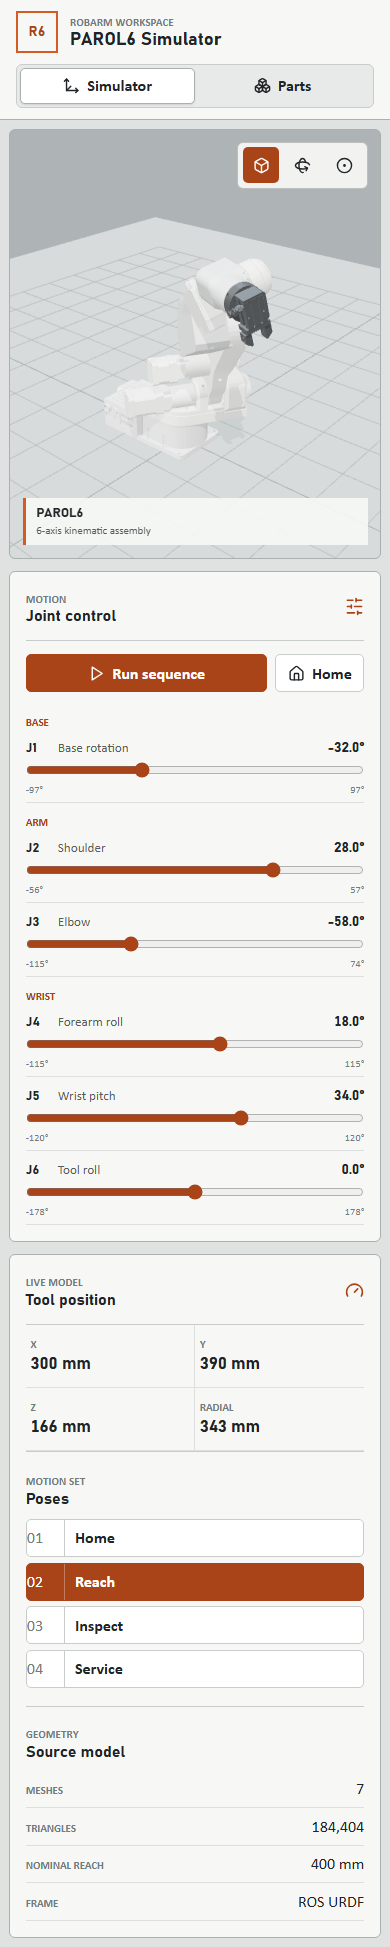 R6
ROBARM WORKSPACE
PAROL6 Simulator
Simulator
Parts
PAROL6
6-axis kinematic assembly
MOTION
Joint control
Run sequence
Home
BASE
J1 Base rotation -32.0°
-97° 97°
ARM
J2 Shoulder 28.0°
-56° 57°
J3 Elbow -58.0°
-115° 74°
WRIST
J4 Forearm roll 18.0°
-115° 115°
J5 Wrist pitch 34.0°
-120° 120°
J6 Tool roll 0.0°
-178° 178°
LIVE MODEL
Tool position
X
300 mm
Y
390 mm
Z
166 mm
RADIAL
343 mm
MOTION SET
Poses
01 Home
02 Reach
03 Inspect
04 Service
GEOMETRY
Source model
MESHES 7
TRIANGLES 184,404
NOMINAL REACH 400 mm
FRAME ROS URDF